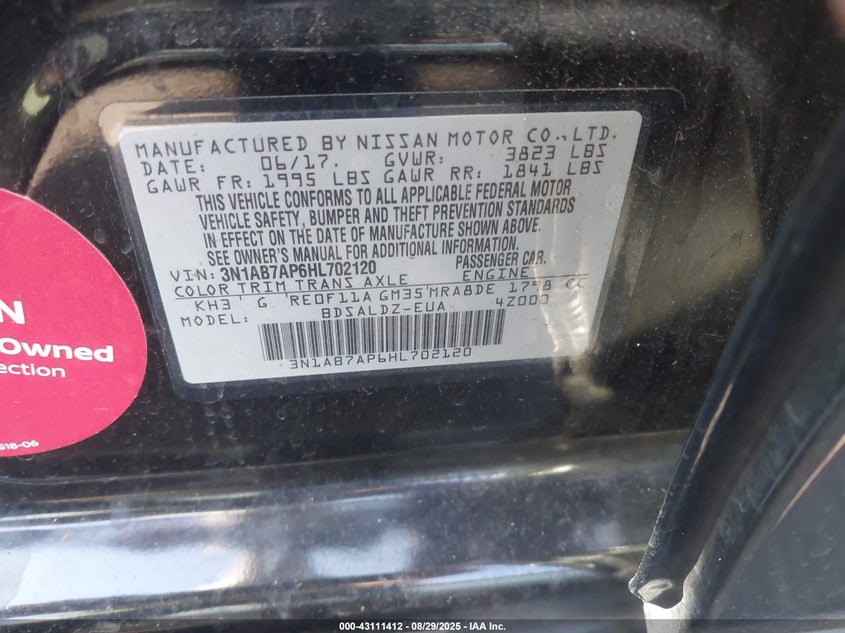 MANUFACTURED BY NISSAN MOTOR CO.,LTD.
DATE: 06/17. GVWR: 3823 LBS
GAWR FR: 1995 LBS GAWR RR: 1841 LBS
THIS VEHICLE CONFORMS TO ALL APPLICABLE FEDERAL MOTOR
VEHICLE SAFETY, BUMPER AND THEFT PREVENTION STANDARDS
IN EFFECT ON THE DATE OF MANUFACTURE SHOWN ABOVE.
SEE OWNER'S MANUAL FOR ADDITIONAL INFORMATION.
VIN: 3N1AB7AP6HL702120 PASSENGER CAR.
COLOR TRIM TRANS AXLE ENGINE
KH3 G RE0F11A GM35 MRA8DE 1798 CC
MODEL: BDSALDZ-EUA 4Z000
3N1AB7AP6HL702120
N
Owned
ection
618-06
000-43111412 - 08/29/2025 - IAA Inc.